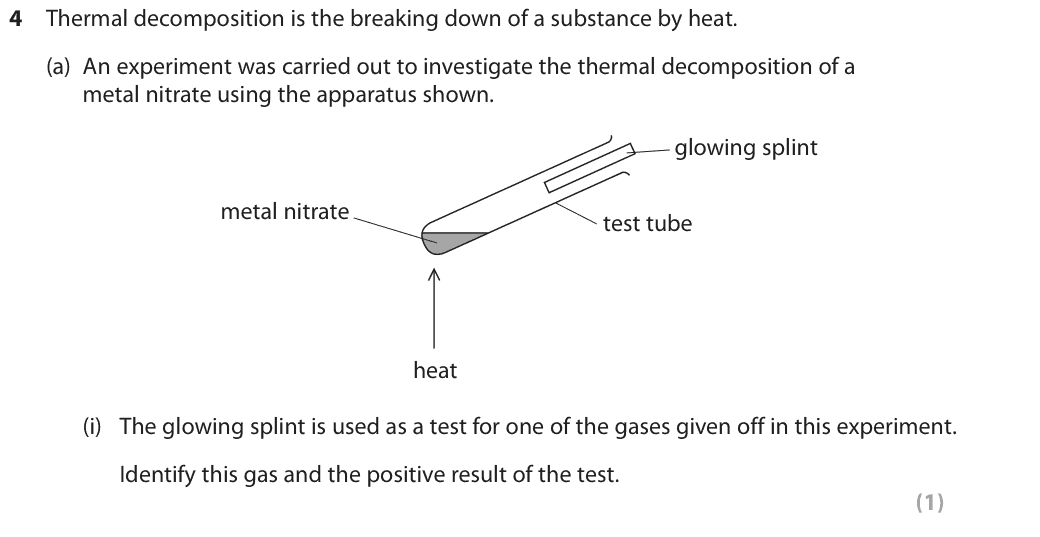 4 Thermal decomposition is the breaking down of a substance by heat.
(a) An experiment was carried out to investigate the thermal decomposition of a
metal nitrate using the apparatus shown.
glowing splint
metal nitrate
test tube
heat
(i) The glowing splint is used as a test for one of the gases given off in this experiment.
Identify this gas and the positive result of the test.
(1)